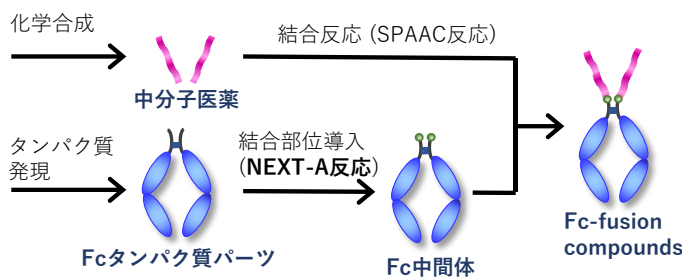 化学合成
結合反応 (SPAAC反応)
中分子医薬
タンパク質
発現
結合部位導入
(NEXT-A反応)
Fcタンパク質パーツ
Fc中間体
Fc-fusion
compounds